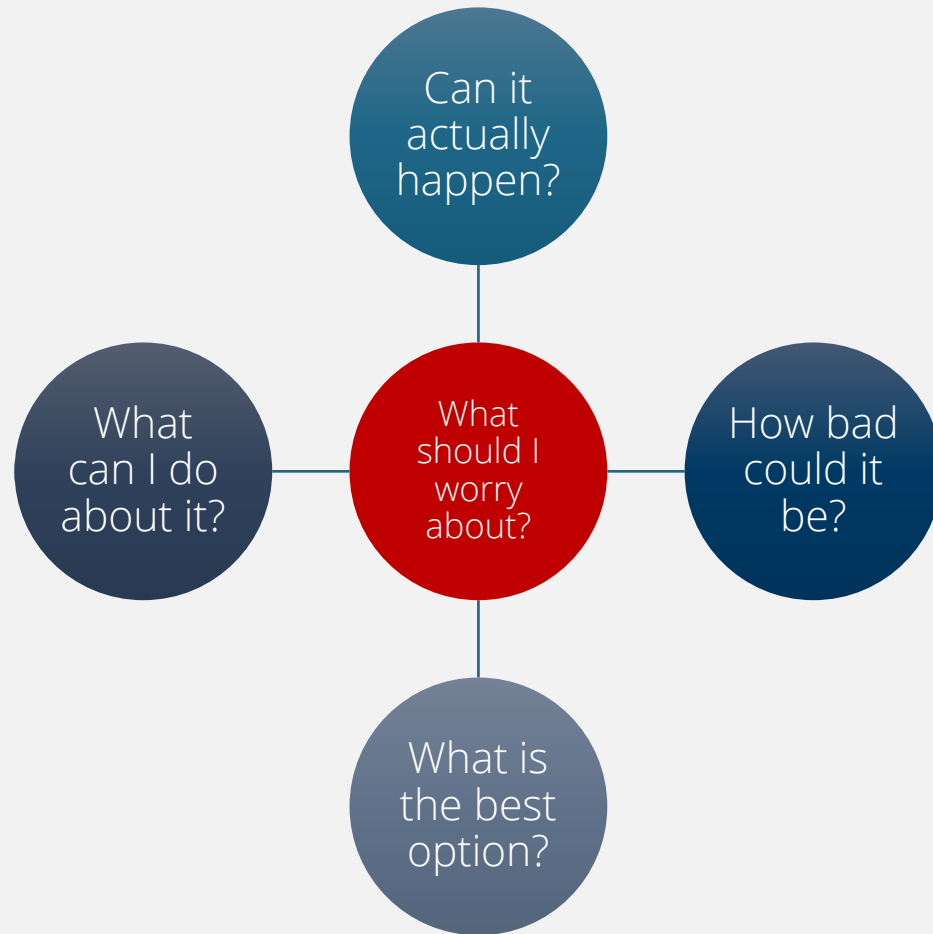 Can it
actually
happen?
What
can I do
about it?
What
should I
worry
about?
How bad
could it
be?
What is
the best
option?